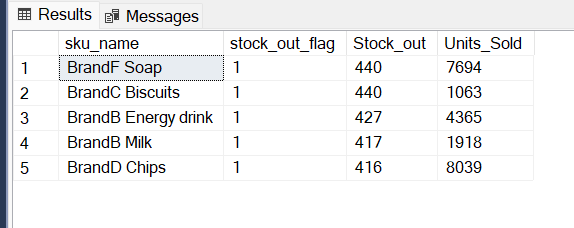 Results Messages
sku_name stock_out_flag Stock_out Units_Sold
1 BrandF Soap 1 440 7694
2 BrandC Biscuits 1 440 1063
3 BrandB Energy drink 1 427 4365
4 BrandB Milk 1 417 1918
5 BrandD Chips 1 416 8039